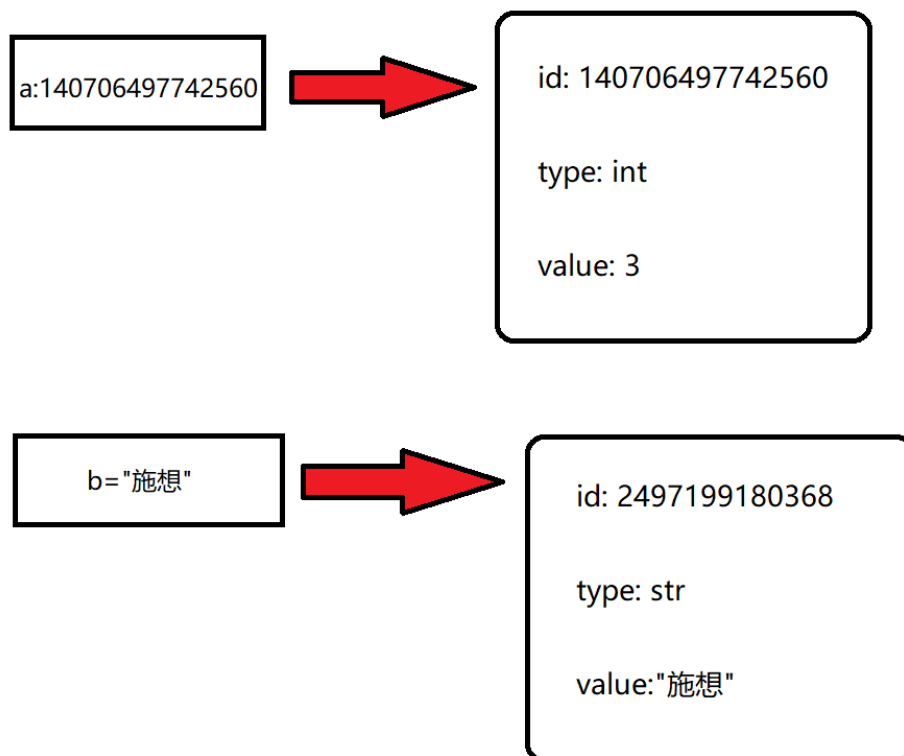 a:140706497742560
id: 140706497742560
type: int
value: 3
b="施想"
id: 2497199180368
type: str
value:"施想"